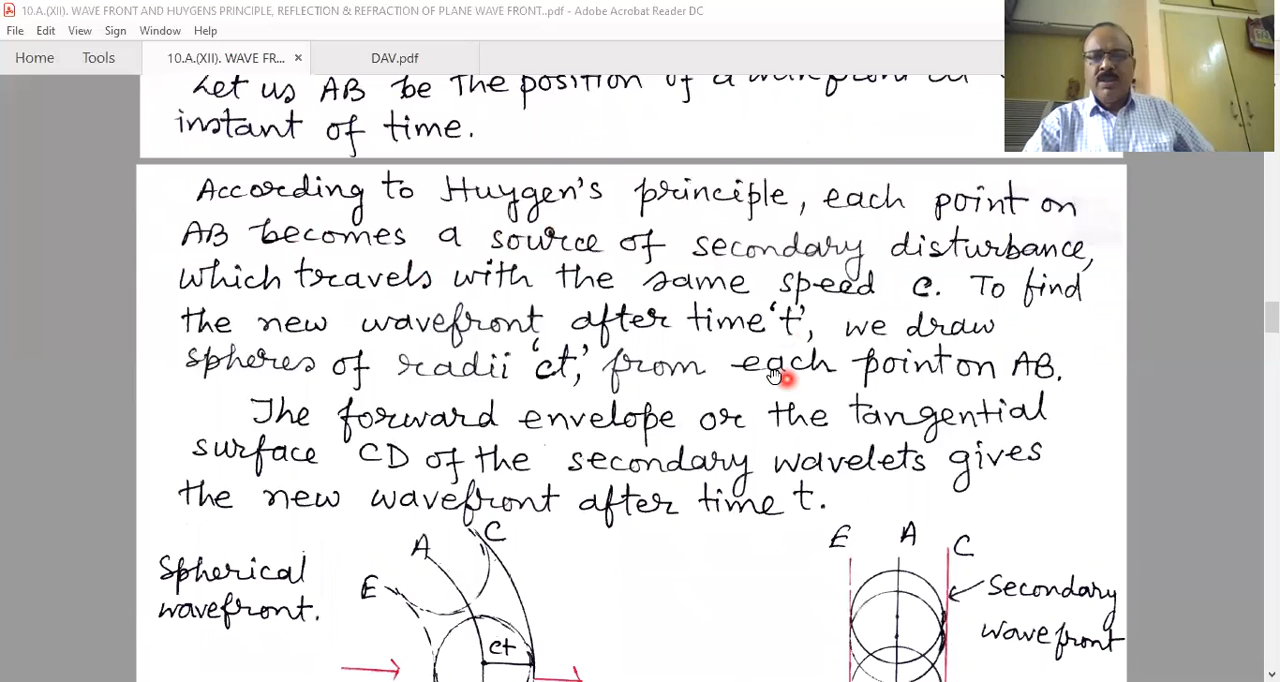 10.A.(XII). WAVE FRONT AND HUYGENS PRINCIPLE, REFLECTION & REFRACTION OF PLANE WAVE FRONT..pdf - Adobe Acrobat Reader DC
File Edit View Sign Window Help
Home Tools 10.A.(XII). WAVE FR... × DAV.pdf
Let us AB be the position of a wavefront
instant of time.
According to Huygen's principle, each point on
AB becomes a source of secondary disturbance,
which travels with the same speed c. To find
the new wavefront after time 't', we draw
spheres of radii 'ct,' from each point on AB.
The forward envelope or the tangential
surface CD of the secondary wavelets gives
the new wavefront after time t.
Spherical
wavefront.
E A C
ct
E A C
Secondary
wavefront